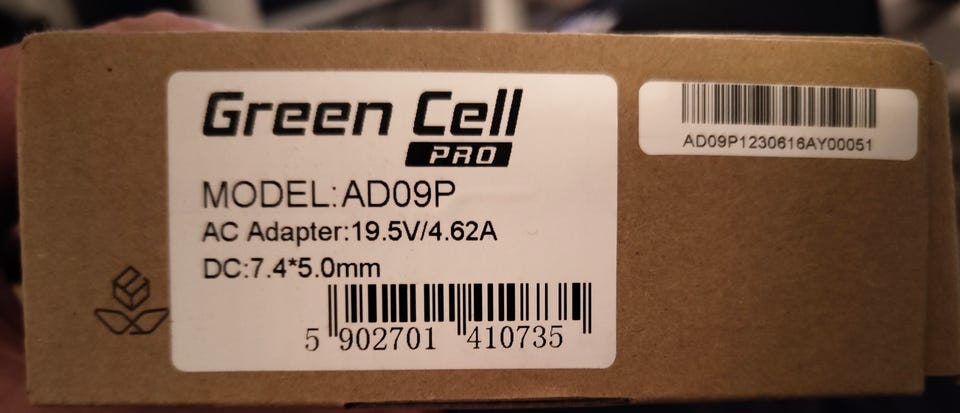 Green Cell
PRO
MODEL:AD09P
AC Adapter:19.5V/4.62A
DC:7.4*5.0mm
5 902701 410735
AD09P1230616AY00051